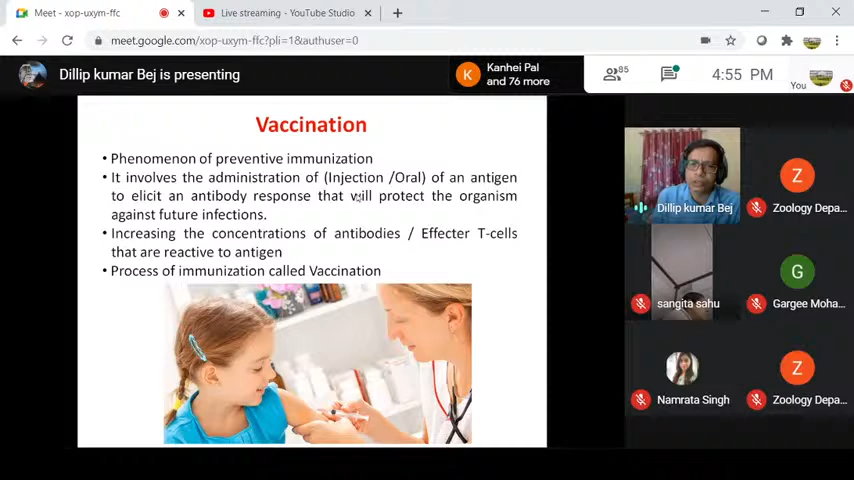 Meet - xop-uxym-ffc
Live streaming - YouTube Studio
meet.google.com/xop-uxym-ffc?pli=1&authuser=0
Dillip kumar Bej is presenting
K
Kanhei Pal
and 76 more
85
4:55 PM
You
Vaccination
• Phenomenon of preventive immunization
• It involves the administration of (Injection /Oral) of an antigen
to elicit an antibody response that will protect the organism
against future infections.
• Increasing the concentrations of antibodies / Effecter T-cells
that are reactive to antigen
• Process of immunization called Vaccination
Dillip kumar Bej
Z
Zoology Depa...
sangita sahu
G
Gargee Moha...
Namrata Singh
Z
Zoology Depa...